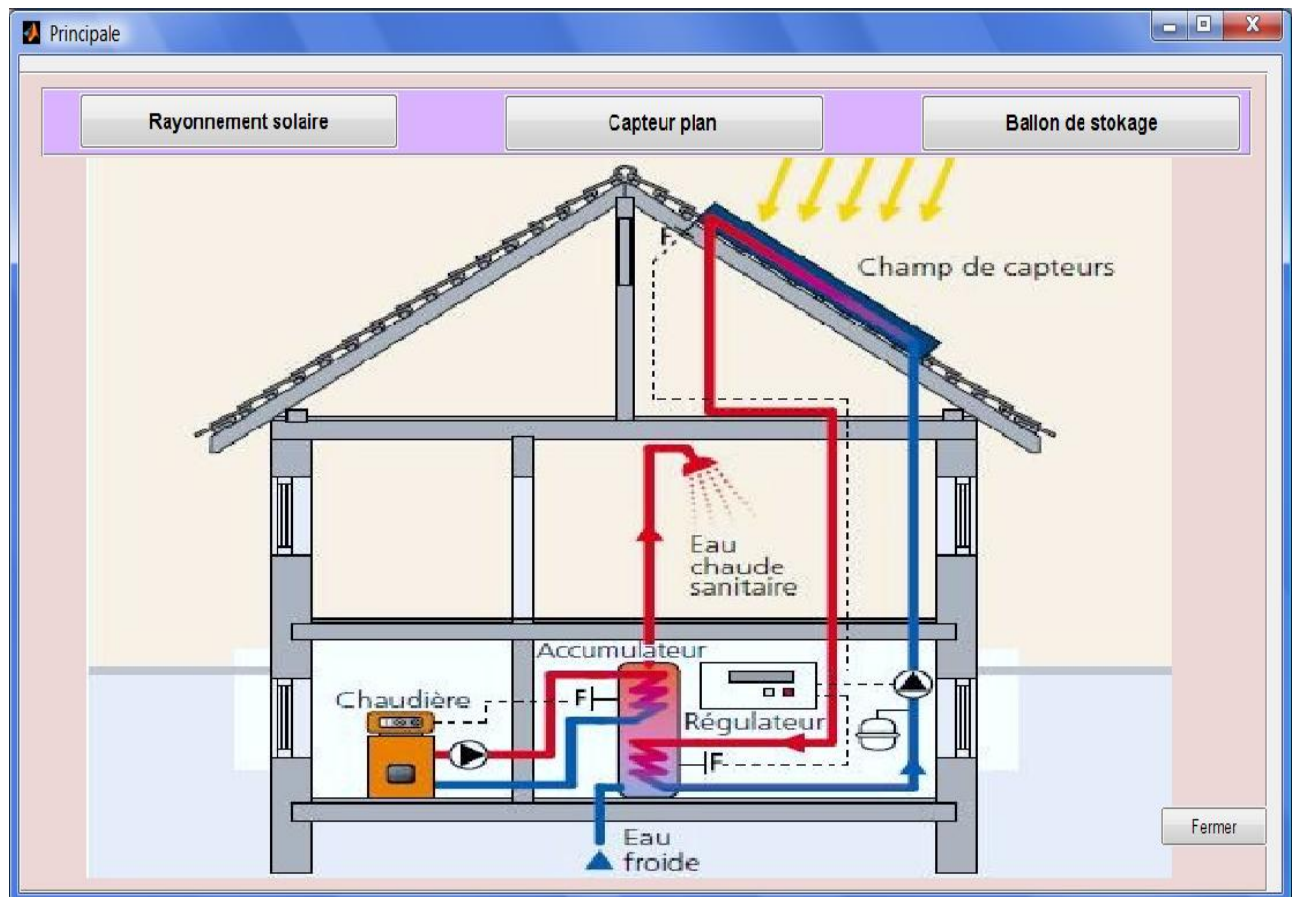 Principale
Rayonnement solaire
Capteur plan
Ballon de stokage
F
Champ de capteurs
Eau
chaude
sanitaire
Accumulateur
Chaudière
F
Régulateur
F
Eau
froide
Fermer